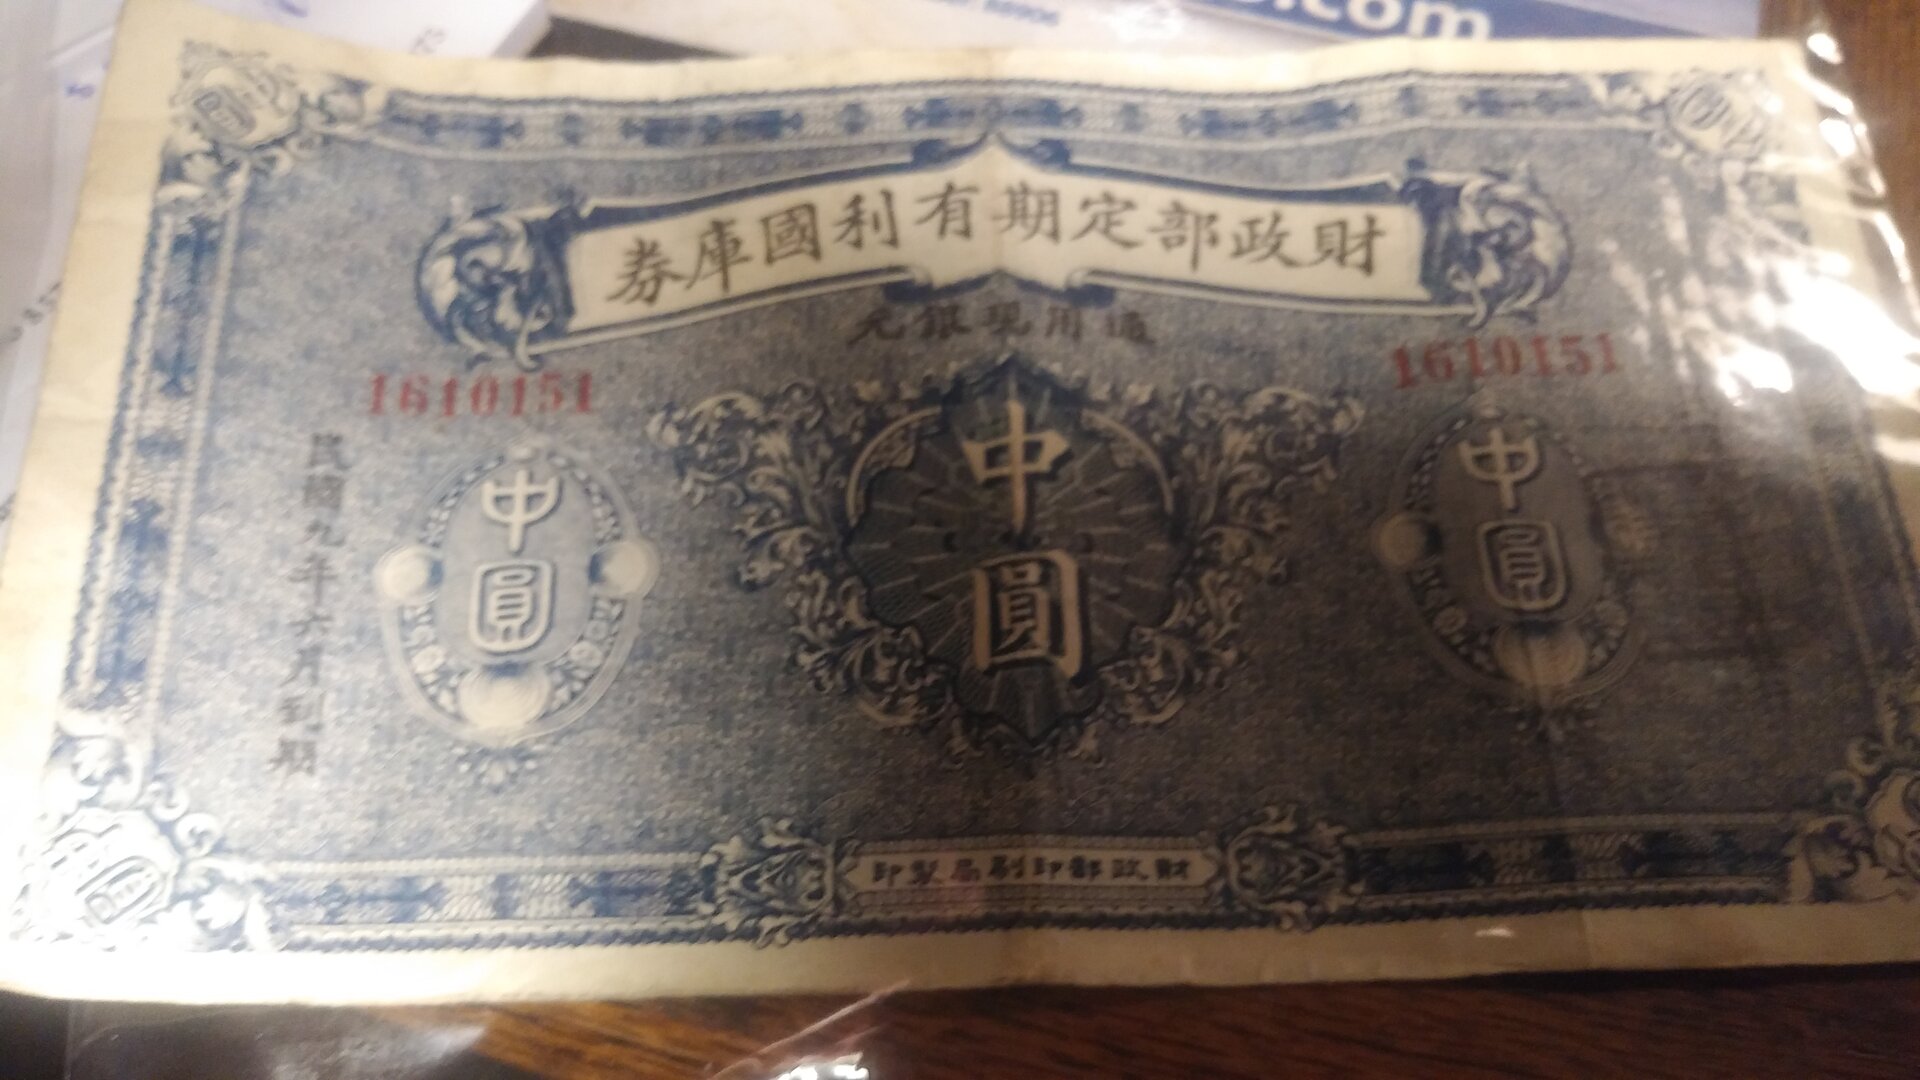 .com
財政部定期有利國庫券
通用現銀元
1610151
1610151
中圓
中圓
中圓
民國九年六月到期
財政部印刷局製印